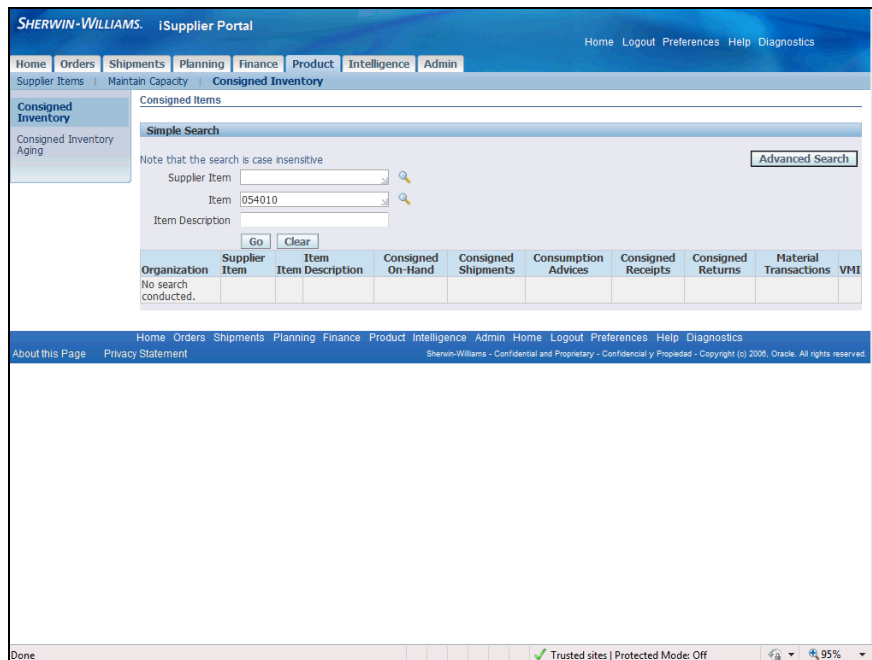 SHERWIN-WILLIAMS. iSupplier Portal
Home Logout Preferences Help Diagnostics
Home Orders Shipments Planning Finance Product Intelligence Admin
Supplier Items | Maintain Capacity | Consigned Inventory
Consigned Inventory
Consigned Inventory Aging
Consigned Items
Simple Search
Note that the search is case insensitive
Advanced Search
Supplier Item
Item 054010
Item Description
Go Clear
Organization Supplier Item Item Item Description Consigned On-Hand Consigned Shipments Consumption Advices Consigned Receipts Consigned Returns Material Transactions VMI
No search conducted.
Home Orders Shipments Planning Finance Product Intelligence Admin Home Logout Preferences Help Diagnostics
About this Page Privacy Statement Sherwin-Williams - Confidential and Proprietary - Confidencial y Propiedad - Copyright (c) 2006, Oracle. All rights reserved.
Done Trusted sites | Protected Mode: Off 95%